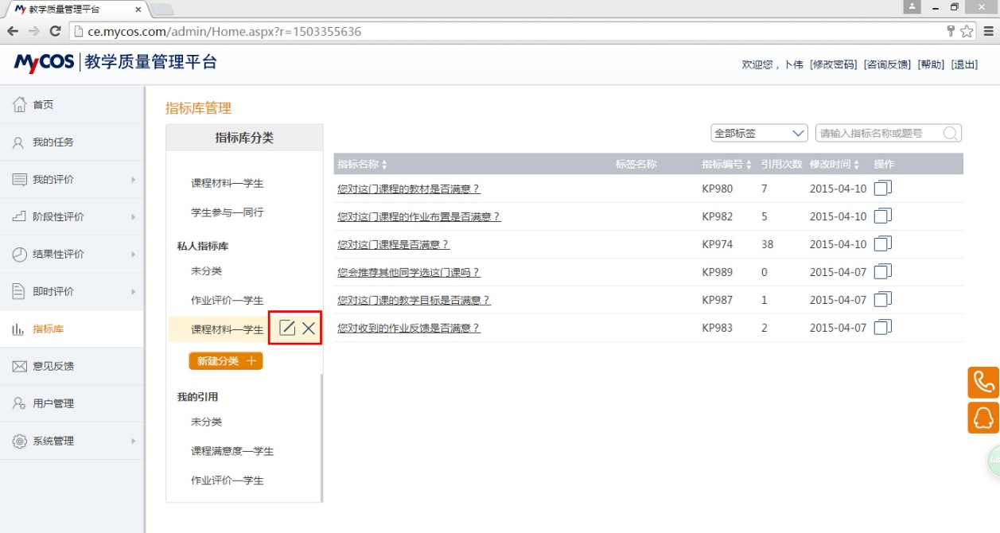 My 教学质量管理平台
ce.mycos.com/admin/Home.aspx?r=1503355636
MyCOS 教学质量管理平台
欢迎您，卜伟 [修改密码] [咨询反馈] [帮助] [退出]
首页
我的任务
我的评价
阶段性评价
结果性评价
即时评价
指标库
意见反馈
用户管理
系统管理
指标库管理
指标库分类
课程材料—学生
学生参与—同行
私人指标库
未分类
作业评价—学生
课程材料—学生
新建分类 +
我的引用
未分类
课程满意度—学生
作业评价—学生
全部标签 请输入指标名称或题号
指标名称 标签名称 指标编号 引用次数 修改时间 操作
您对这门课程的教材是否满意？ KP980 7 2015-04-10
您对这门课程的作业布置是否满意？ KP982 5 2015-04-10
您对这门课程是否满意？ KP974 38 2015-04-10
您会推荐其他同学选这门课吗？ KP989 0 2015-04-07
您对这门课的教学目标是否满意？ KP987 1 2015-04-07
您对收到的作业反馈是否满意？ KP983 2 2015-04-07